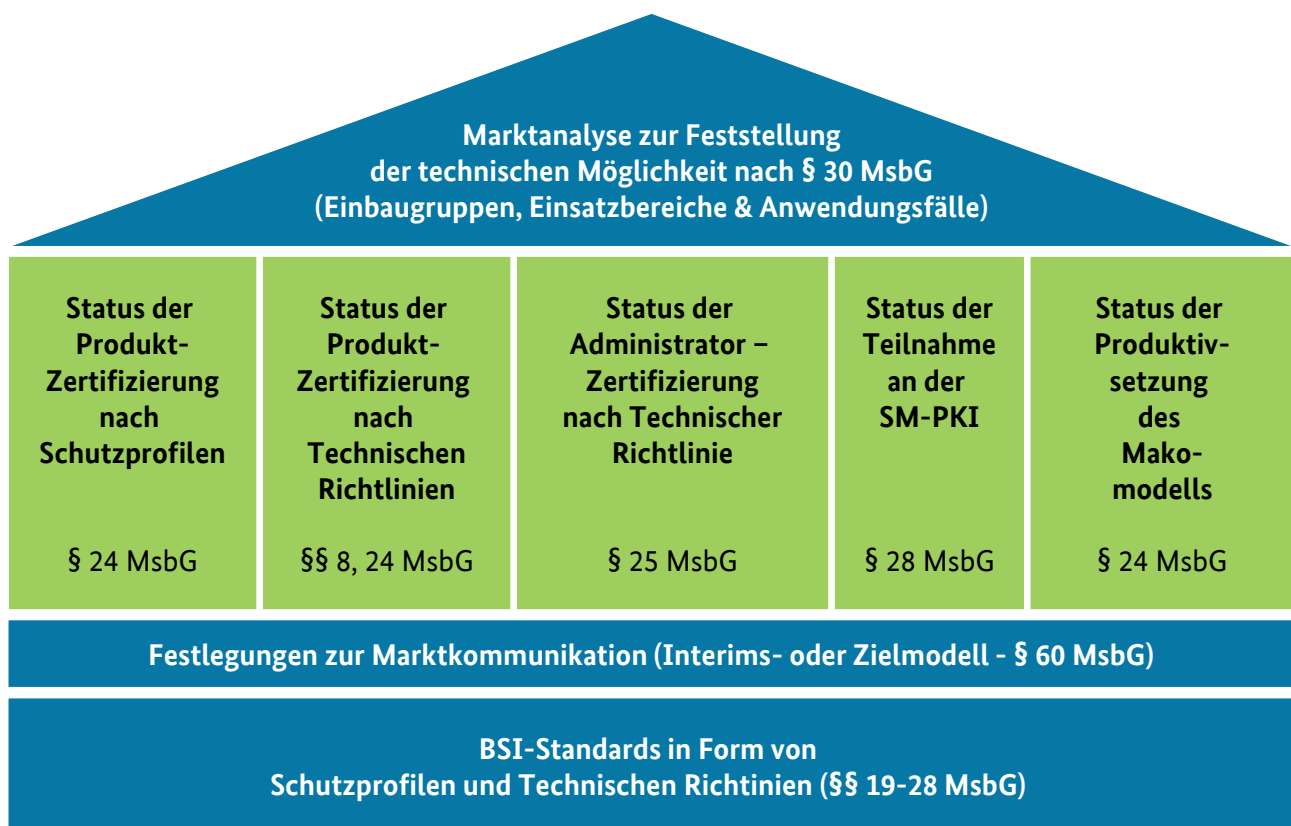 Marktanalyse zur Feststellung
der technischen Möglichkeit nach § 30 MsbG
(Einbaugruppen, Einsatzbereiche & Anwendungsfälle)
Status der
Produkt-
Zertifizierung
nach
Schutzprofilen
§ 24 MsbG
Status der
Produkt-
Zertifizierung
nach
Technischen
Richtlinien
§§ 8, 24 MsbG
Status der
Administrator –
Zertifizierung
nach Technischer
Richtlinie
§ 25 MsbG
Status der
Teilnahme
an der
SM-PKI
§ 28 MsbG
Status der
Produktiv-
setzung
des
Mako-
modells
§ 24 MsbG
Festlegungen zur Marktkommunikation (Interims- oder Zielmodell - § 60 MsbG)
BSI-Standards in Form von
Schutzprofilen und Technischen Richtinien (§§ 19-28 MsbG)